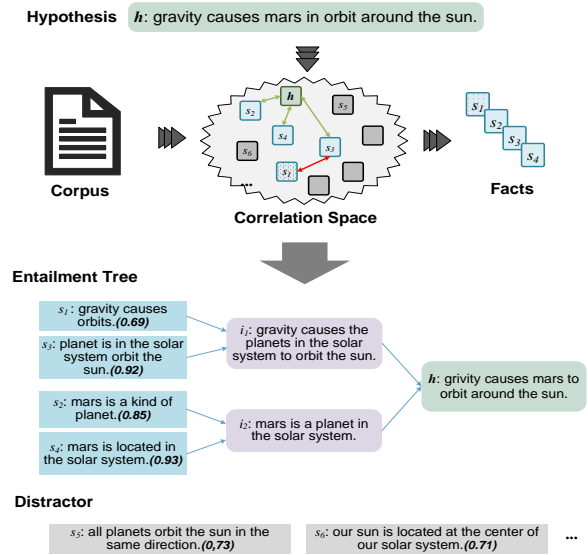 Hypothesis
h: gravity causes mars in orbit around the sun.
h
s2
s5
s4
s6
s3
s1
...
s1
s2
s3
s4
Corpus
Correlation Space
Facts
Entailment Tree
s1: gravity causes
orbits.(0.69)
s3: planet is in the solar
system orbit the
sun.(0.92)
i1: gravity causes the
planets in the solar
system to orbit the sun.
s2: mars is a kind of
planet.(0.85)
s4: mars is located in
the solar system.(0.93)
i2: mars is a planet in
the solar system.
h: grivity causes mars to
orbit around the sun.
Distractor
s5: all planets orbit the sun in the
same direction.(0,73)
s6: our sun is located at the center of
our solar system.(0.71)
...